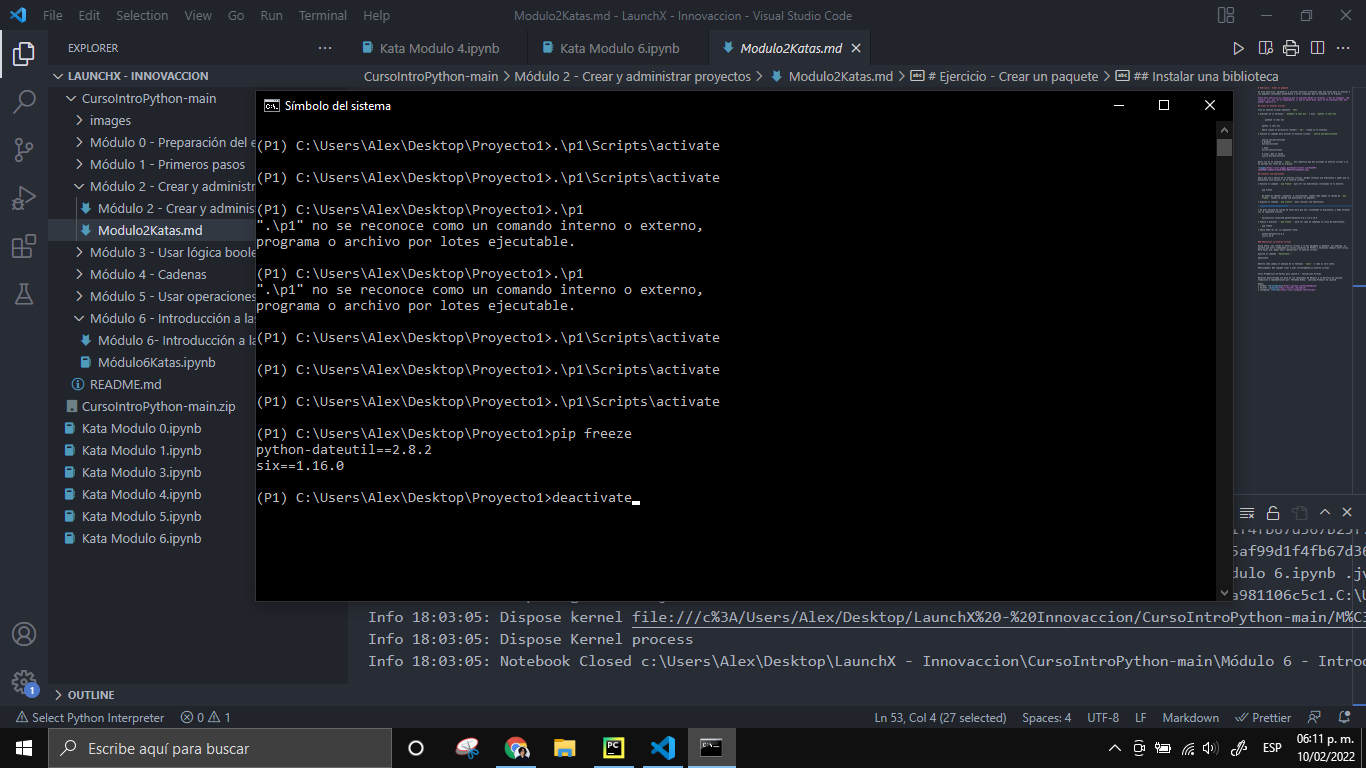 File Edit Selection View Go Run Terminal Help
Modulo2Katas.md - LaunchX - Innovaccion - Visual Studio Code
EXPLORER
Kata Modulo 4.ipynb
Kata Modulo 6.ipynb
Modulo2Katas.md
LAUNCHX - INNOVACCION
CursoIntroPython-main > Módulo 2 - Crear y administrar proyectos > Modulo2Katas.md > # Ejercicio - Crear un paquete > ## Instalar una biblioteca
CursoIntroPython-main
images
Módulo 0 - Preparación del e
Módulo 1 - Primeros pasos
Módulo 2 - Crear y administr
Módulo 2 - Crear y adminis
Modulo2Katas.md
Módulo 3 - Usar lógica boole
Módulo 4 - Cadenas
Módulo 5 - Usar operaciones
Módulo 6 - Introducción a las
Módulo 6- Introducción a la
Módulo6Katas.ipynb
README.md
CursoIntroPython-main.zip
Kata Modulo 0.ipynb
Kata Modulo 1.ipynb
Kata Modulo 3.ipynb
Kata Modulo 4.ipynb
Kata Modulo 5.ipynb
Kata Modulo 6.ipynb
OUTLINE
Símbolo del sistema
(P1) C:\Users\Alex\Desktop\Proyecto1>.\p1\Scripts\activate
(P1) C:\Users\Alex\Desktop\Proyecto1>.\p1\Scripts\activate
(P1) C:\Users\Alex\Desktop\Proyecto1>.\p1
".\p1" no se reconoce como un comando interno o externo,
programa o archivo por lotes ejecutable.
(P1) C:\Users\Alex\Desktop\Proyecto1>.\p1
".\p1" no se reconoce como un comando interno o externo,
programa o archivo por lotes ejecutable.
(P1) C:\Users\Alex\Desktop\Proyecto1>.\p1\Scripts\activate
(P1) C:\Users\Alex\Desktop\Proyecto1>.\p1\Scripts\activate
(P1) C:\Users\Alex\Desktop\Proyecto1>.\p1\Scripts\activate
(P1) C:\Users\Alex\Desktop\Proyecto1>pip freeze
python-dateutil==2.8.2
six==1.16.0
(P1) C:\Users\Alex\Desktop\Proyecto1>deactivate
5af99d1f4fb67d36
dulo 6.ipynb .jv
a981106c5c1.C:\U
Info 18:03:05: Dispose kernel file:///c%3A/Users/Alex/Desktop/LaunchX%20-%20Innovaccion/CursoIntroPython-main/M%C3
Info 18:03:05: Dispose Kernel process
Info 18:03:05: Notebook Closed c:\Users\Alex\Desktop\LaunchX - Innovaccion\CursoIntroPython-main\Módulo 6 - Introd
1
Select Python Interpreter 0 1 Ln 53, Col 4 (27 selected) Spaces: 4 UTF-8 LF Markdown Prettier
Escribe aquí para buscar
ESP
06:11 p. m.
10/02/2022